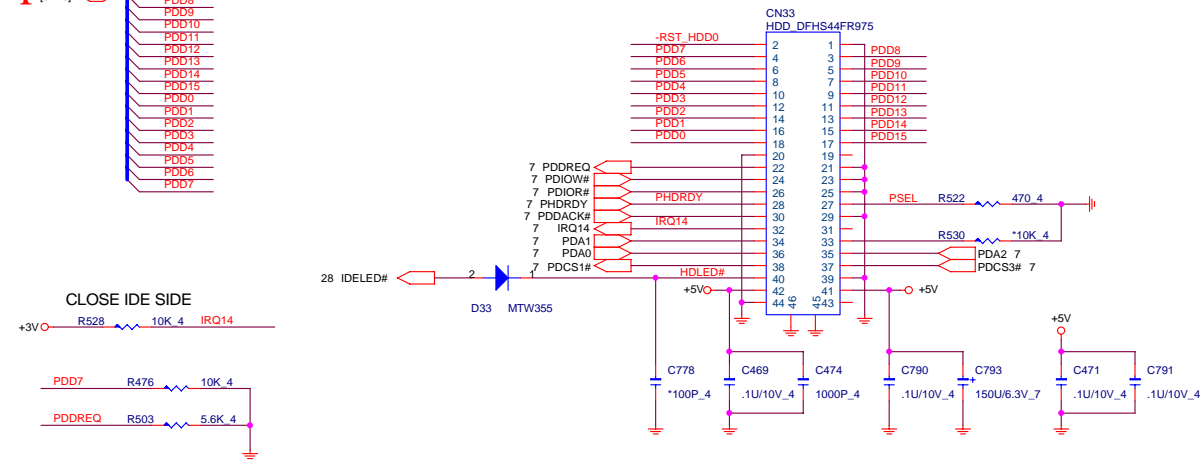 PDD8
PDD9
PDD10
PDD11
PDD12
PDD13
PDD14
PDD15
PDD0
PDD1
PDD2
PDD3
PDD4
PDD5
PDD6
PDD7
CN33
HDD_DFHS44FR975
-RST_HDD0 2 1
PDD7 4 3 PDD8
PDD6 6 5 PDD9
PDD5 8 7 PDD10
PDD4 10 9 PDD11
PDD3 12 11 PDD12
PDD2 14 13 PDD13
PDD1 16 15 PDD14
PDD0 18 17 PDD15
20 19
7 PDDREQ 22 21
7 PDIOW# 24 23
7 PDIOR# 26 25
7 PHDRDY PHDRDY 28 27 PSEL R522 470_4
7 PDDACK# 30 29
7 IRQ14 IRQ14 32 31
7 PDA1 34 33 R530 *10K_4
7 PDA0 36 35 PDA2 7
7 PDCS1# 38 37 PDCS3# 7
28 IDELED# 2 1 HDLED# 40 39
D33 MTW355
+5V 42 41 +5V
44 46 45 43
CLOSE IDE SIDE
+3V R528 10K_4 IRQ14
PDD7 R476 10K_4
PDDREQ R503 5.6K_4
C778
*100P_4
C469
.1U/10V_4
C474
1000P_4
C790
.1U/10V_4
C793
+
150U/6.3V_7
+5V
C471
.1U/10V_4
C791
.1U/10V_4